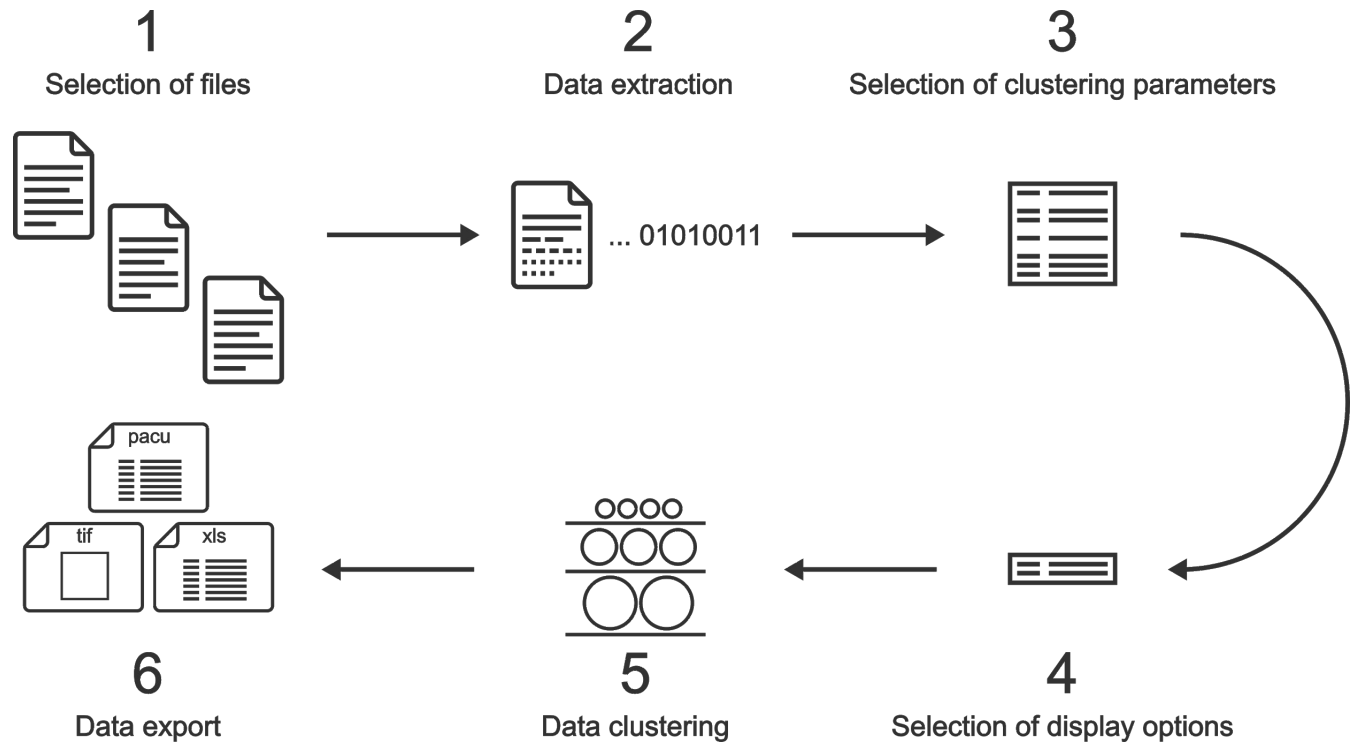 1
Selection of files
2
Data extraction
3
Selection of clustering parameters
... 01010011
pacu
tif
xls
6
Data export
5
Data clustering
4
Selection of display options